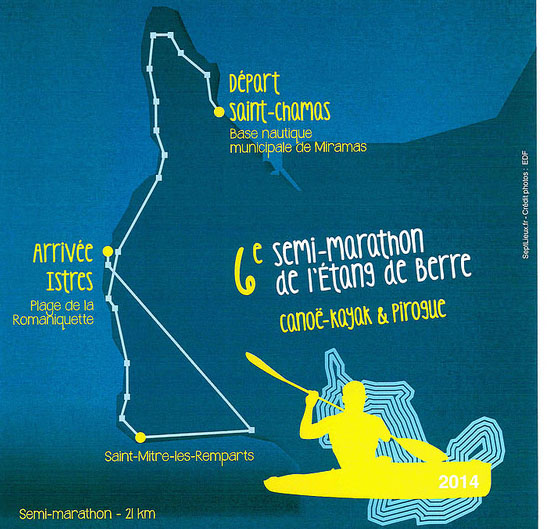 Départ
Saint-Chamas
Base nautique
municipale de Miramas
Arrivée
Istres
Plage de la
Romaniquette
6e semi-marathon
de l'Étang de Berre
canoë-kayak & Pirogue
Saint-Mitre-les-Remparts
2014
Semi-marathon - 21 km
SeptLieux.fr - Crédit photos : EDF